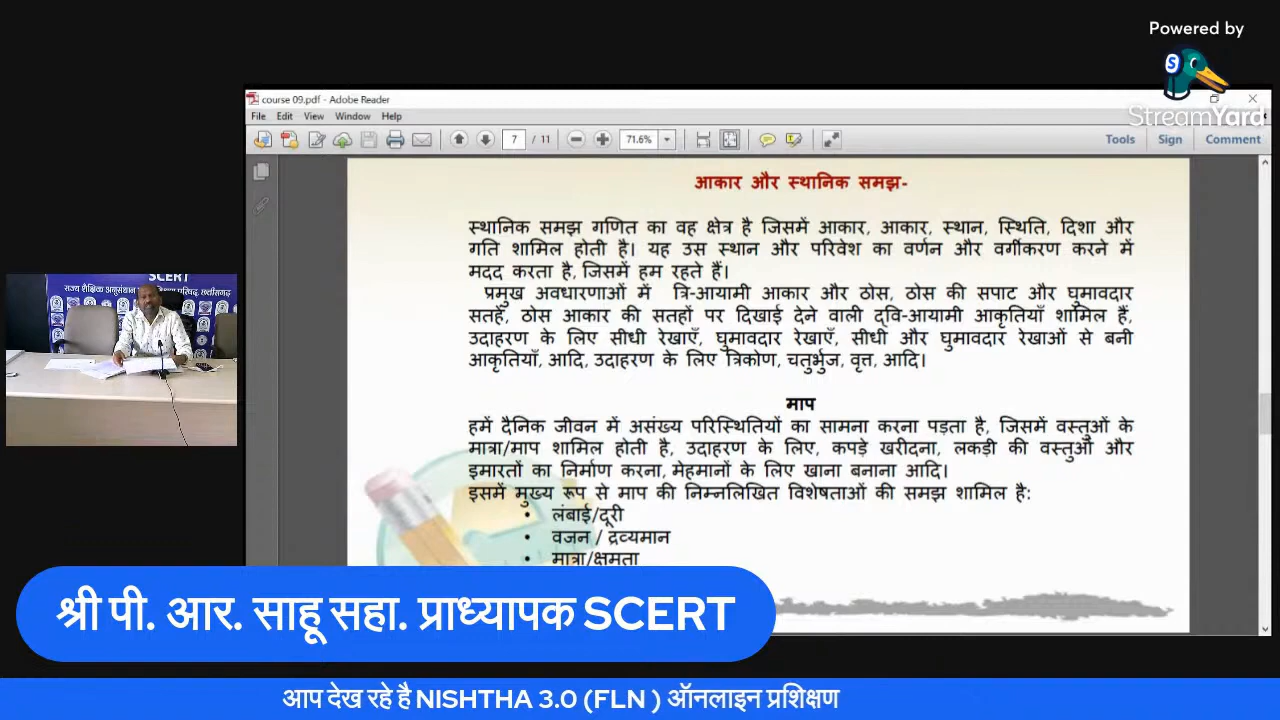 Powered by
StreamYard
course 09.pdf - Adobe Reader
File Edit View Window Help
7 / 11 71.6% Tools Sign Comment
आकार और स्थानिक समझ-
स्थानिक समझ गणित का वह क्षेत्र है जिसमें आकार, आकार, स्थान, स्थिति, दिशा और
गति शामिल होती है। यह उस स्थान और परिवेश का वर्णन और वर्गीकरण करने में
मदद करता है, जिसमें हम रहते हैं।
प्रमुख अवधारणाओं में त्रि-आयामी आकार और ठोस, ठोस की सपाट और घुमावदार
सतहें, ठोस आकार की सतहों पर दिखाई देने वाली द्वि-आयामी आकृतियाँ शामिल हैं,
उदाहरण के लिए सीधी रेखाएँ, घुमावदार रेखाएँ, सीधी और घुमावदार रेखाओं से बनी
आकृतियाँ, आदि, उदाहरण के लिए त्रिकोण, चतुर्भुज, वृत्त, आदि।
माप
हमें दैनिक जीवन में असंख्य परिस्थितियों का सामना करना पड़ता है, जिसमें वस्तुओं के
मात्रा/माप शामिल होती है, उदाहरण के लिए, कपड़े खरीदना, लकड़ी की वस्तुओं और
इमारतों का निर्माण करना, मेहमानों के लिए खाना बनाना आदि।
इसमें मुख्य रूप से माप की निम्नलिखित विशेषताओं की समझ शामिल है:
• लंबाई/दूरी
• वजन / द्रव्यमान
• मात्रा/क्षमता
SCERT
राज्य शैक्षिक अनुसंधान परिषद, छत्तीसगढ़
श्री पी. आर. साहू सहा. प्राध्यापक SCERT
आप देख रहे है NISHTHA 3.0 (FLN ) ऑनलाइन प्रशिक्षण